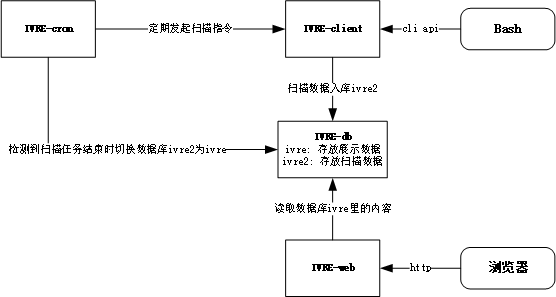 IVRE-cron
定期发起扫描指令
IVRE-client
cli api
Bash
扫描数据入库ivre2
检测到扫描任务结束时切换数据库ivre2为ivre
IVRE-db
ivre: 存放展示数据
ivre2: 存放扫描数据
读取数据库ivre里的内容
IVRE-web
http
浏览器